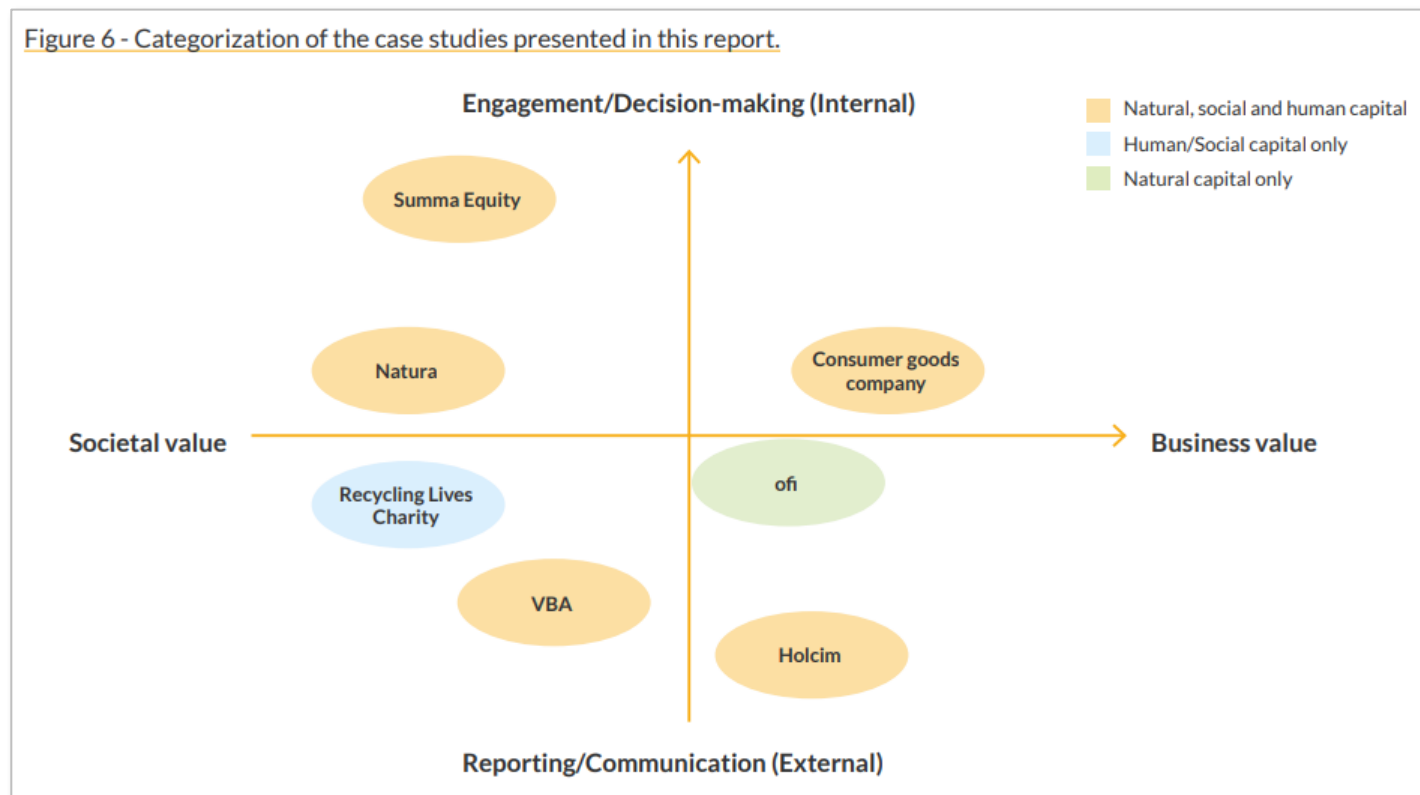 Figure 6 - Categorization of the case studies presented in this report.
Engagement/Decision-making (Internal)
Natural, social and human capital
Human/Social capital only
Natural capital only
Summa Equity
Natura
Consumer goods
company
Societal value
Business value
Recycling Lives
Charity
ofi
VBA
Holcim
Reporting/Communication (External)